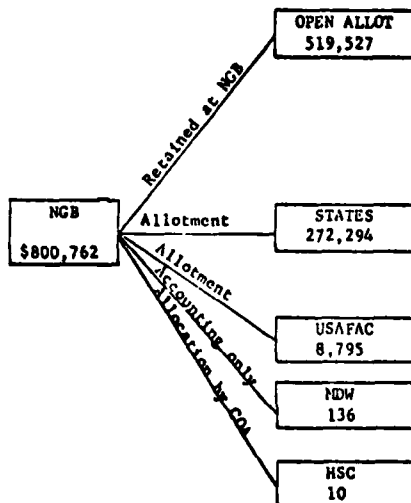 OPEN ALLOT
519,527
Retained at NGB
NGB
$800,762
Allotment
STATES
272,294
Allotment
USAFAC
8,795
Accounting only
MDW
136
Allocation by COA
HSC
10